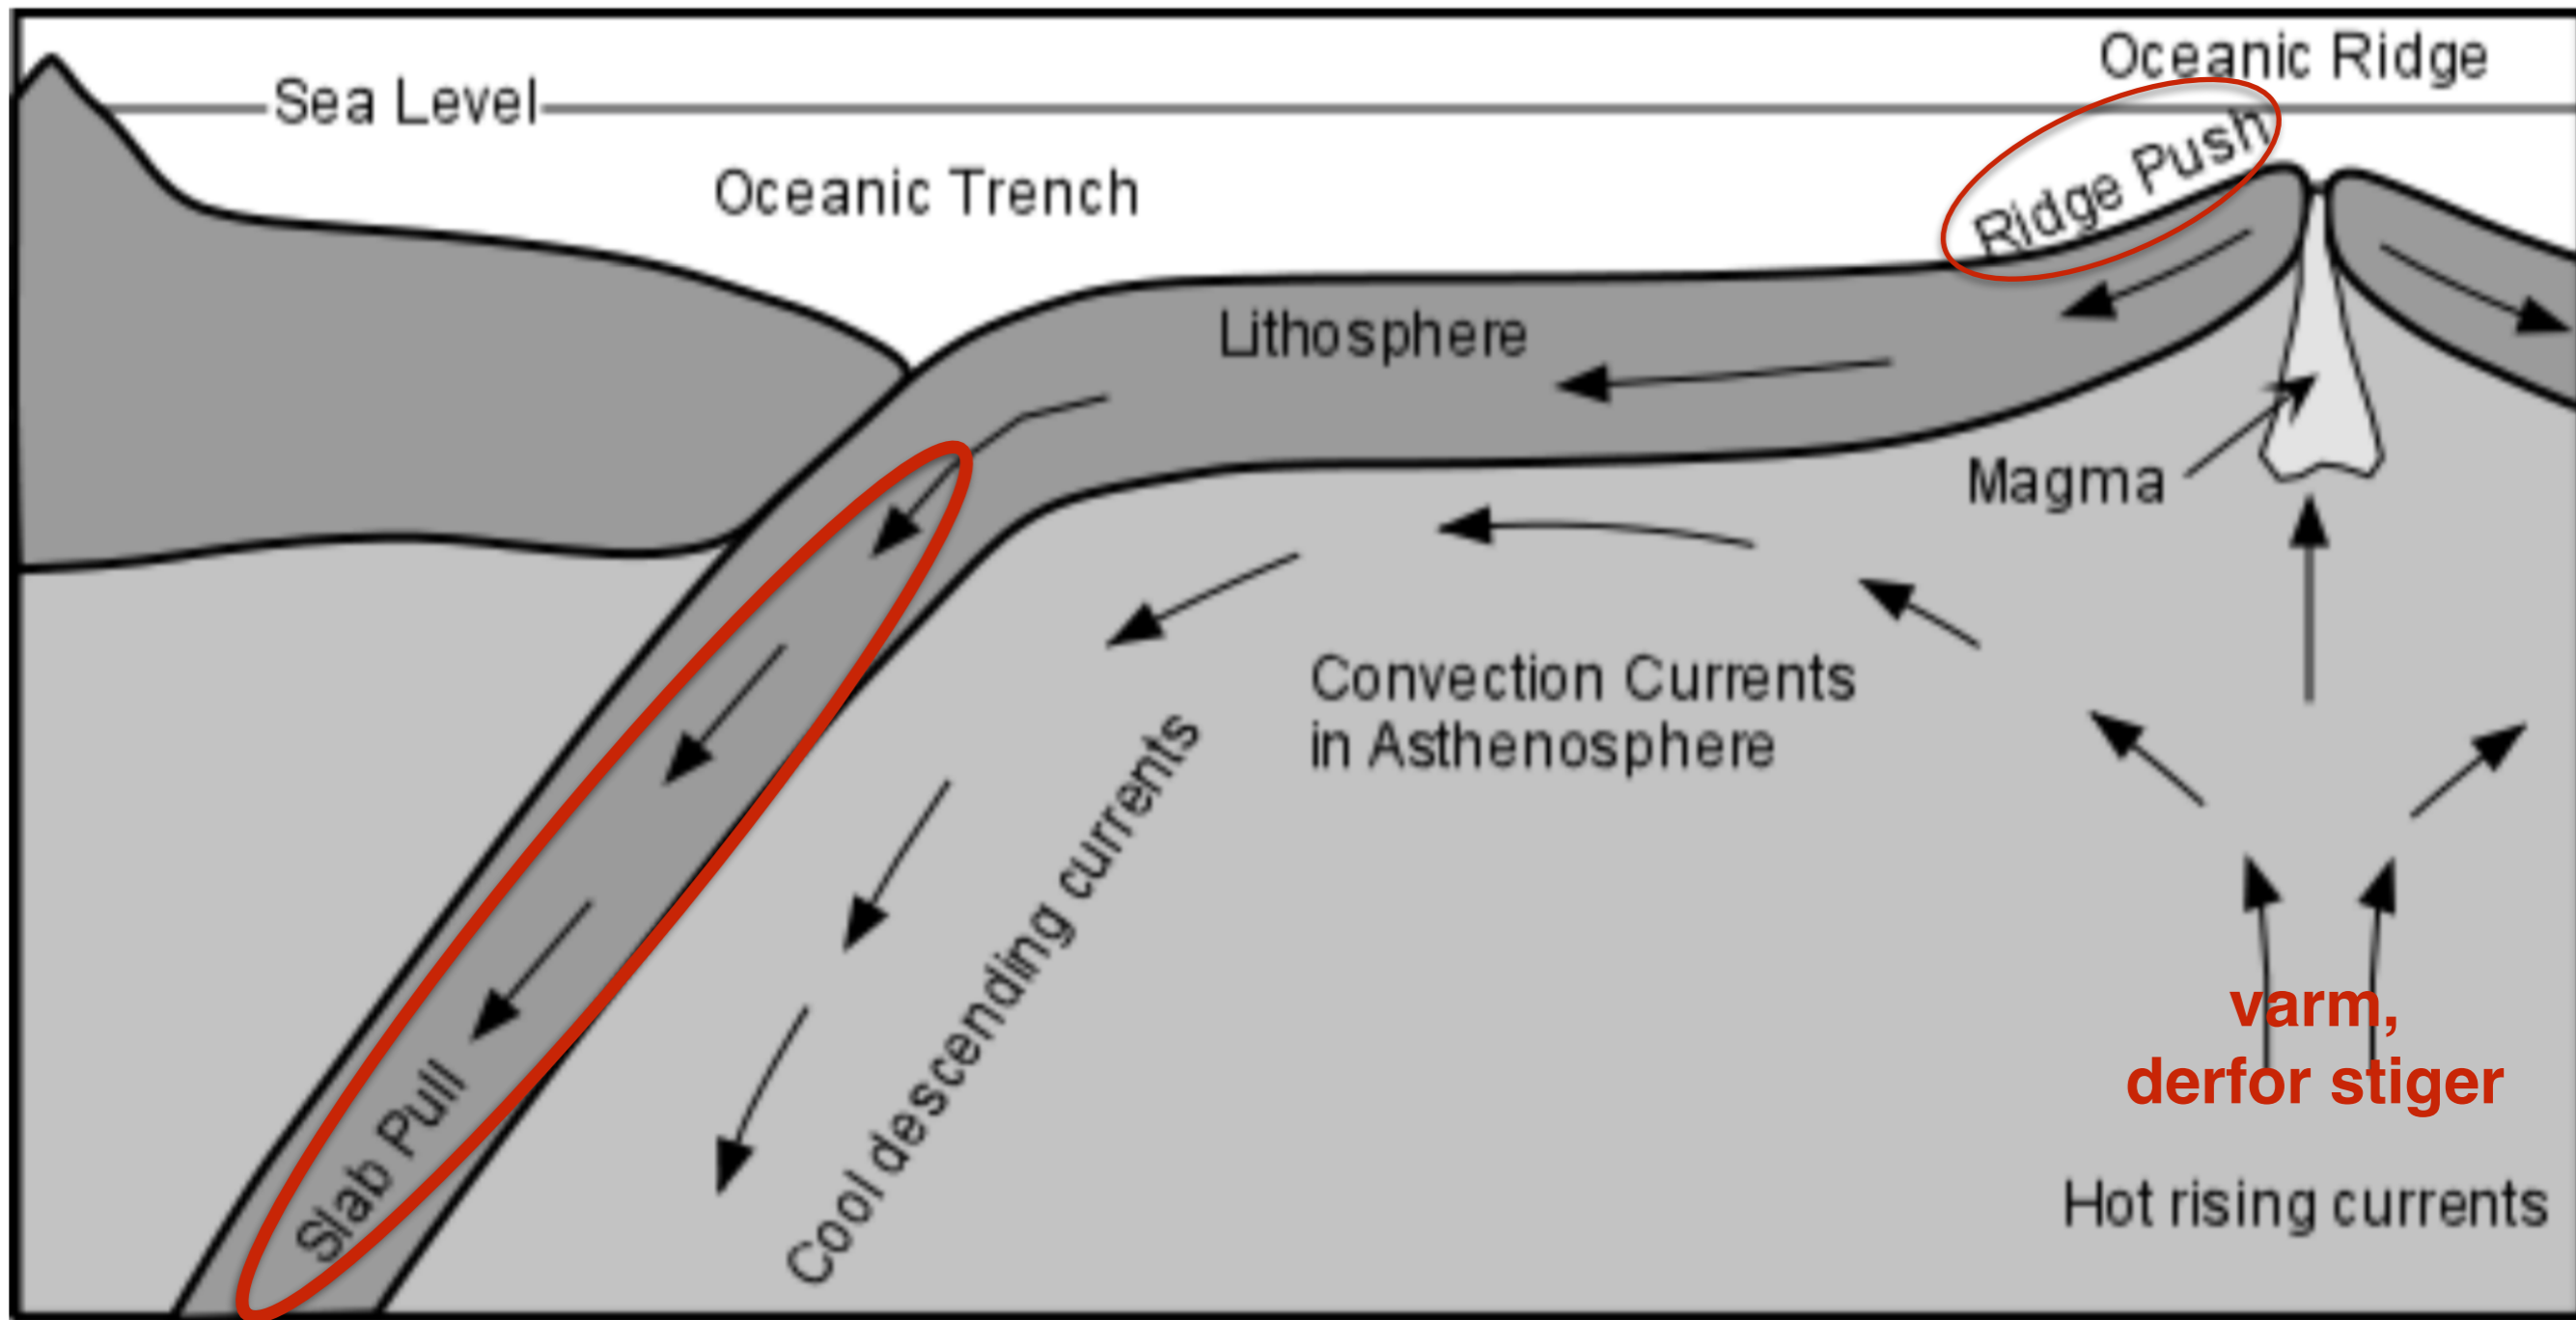 Oceanic Ridge
Sea Level
Ridge Push
Oceanic Trench
Lithosphere
Magma
Convection Currents
in Asthenosphere
Cool descending currents
Slab Pull
varm,
derfor stiger
Hot rising currents